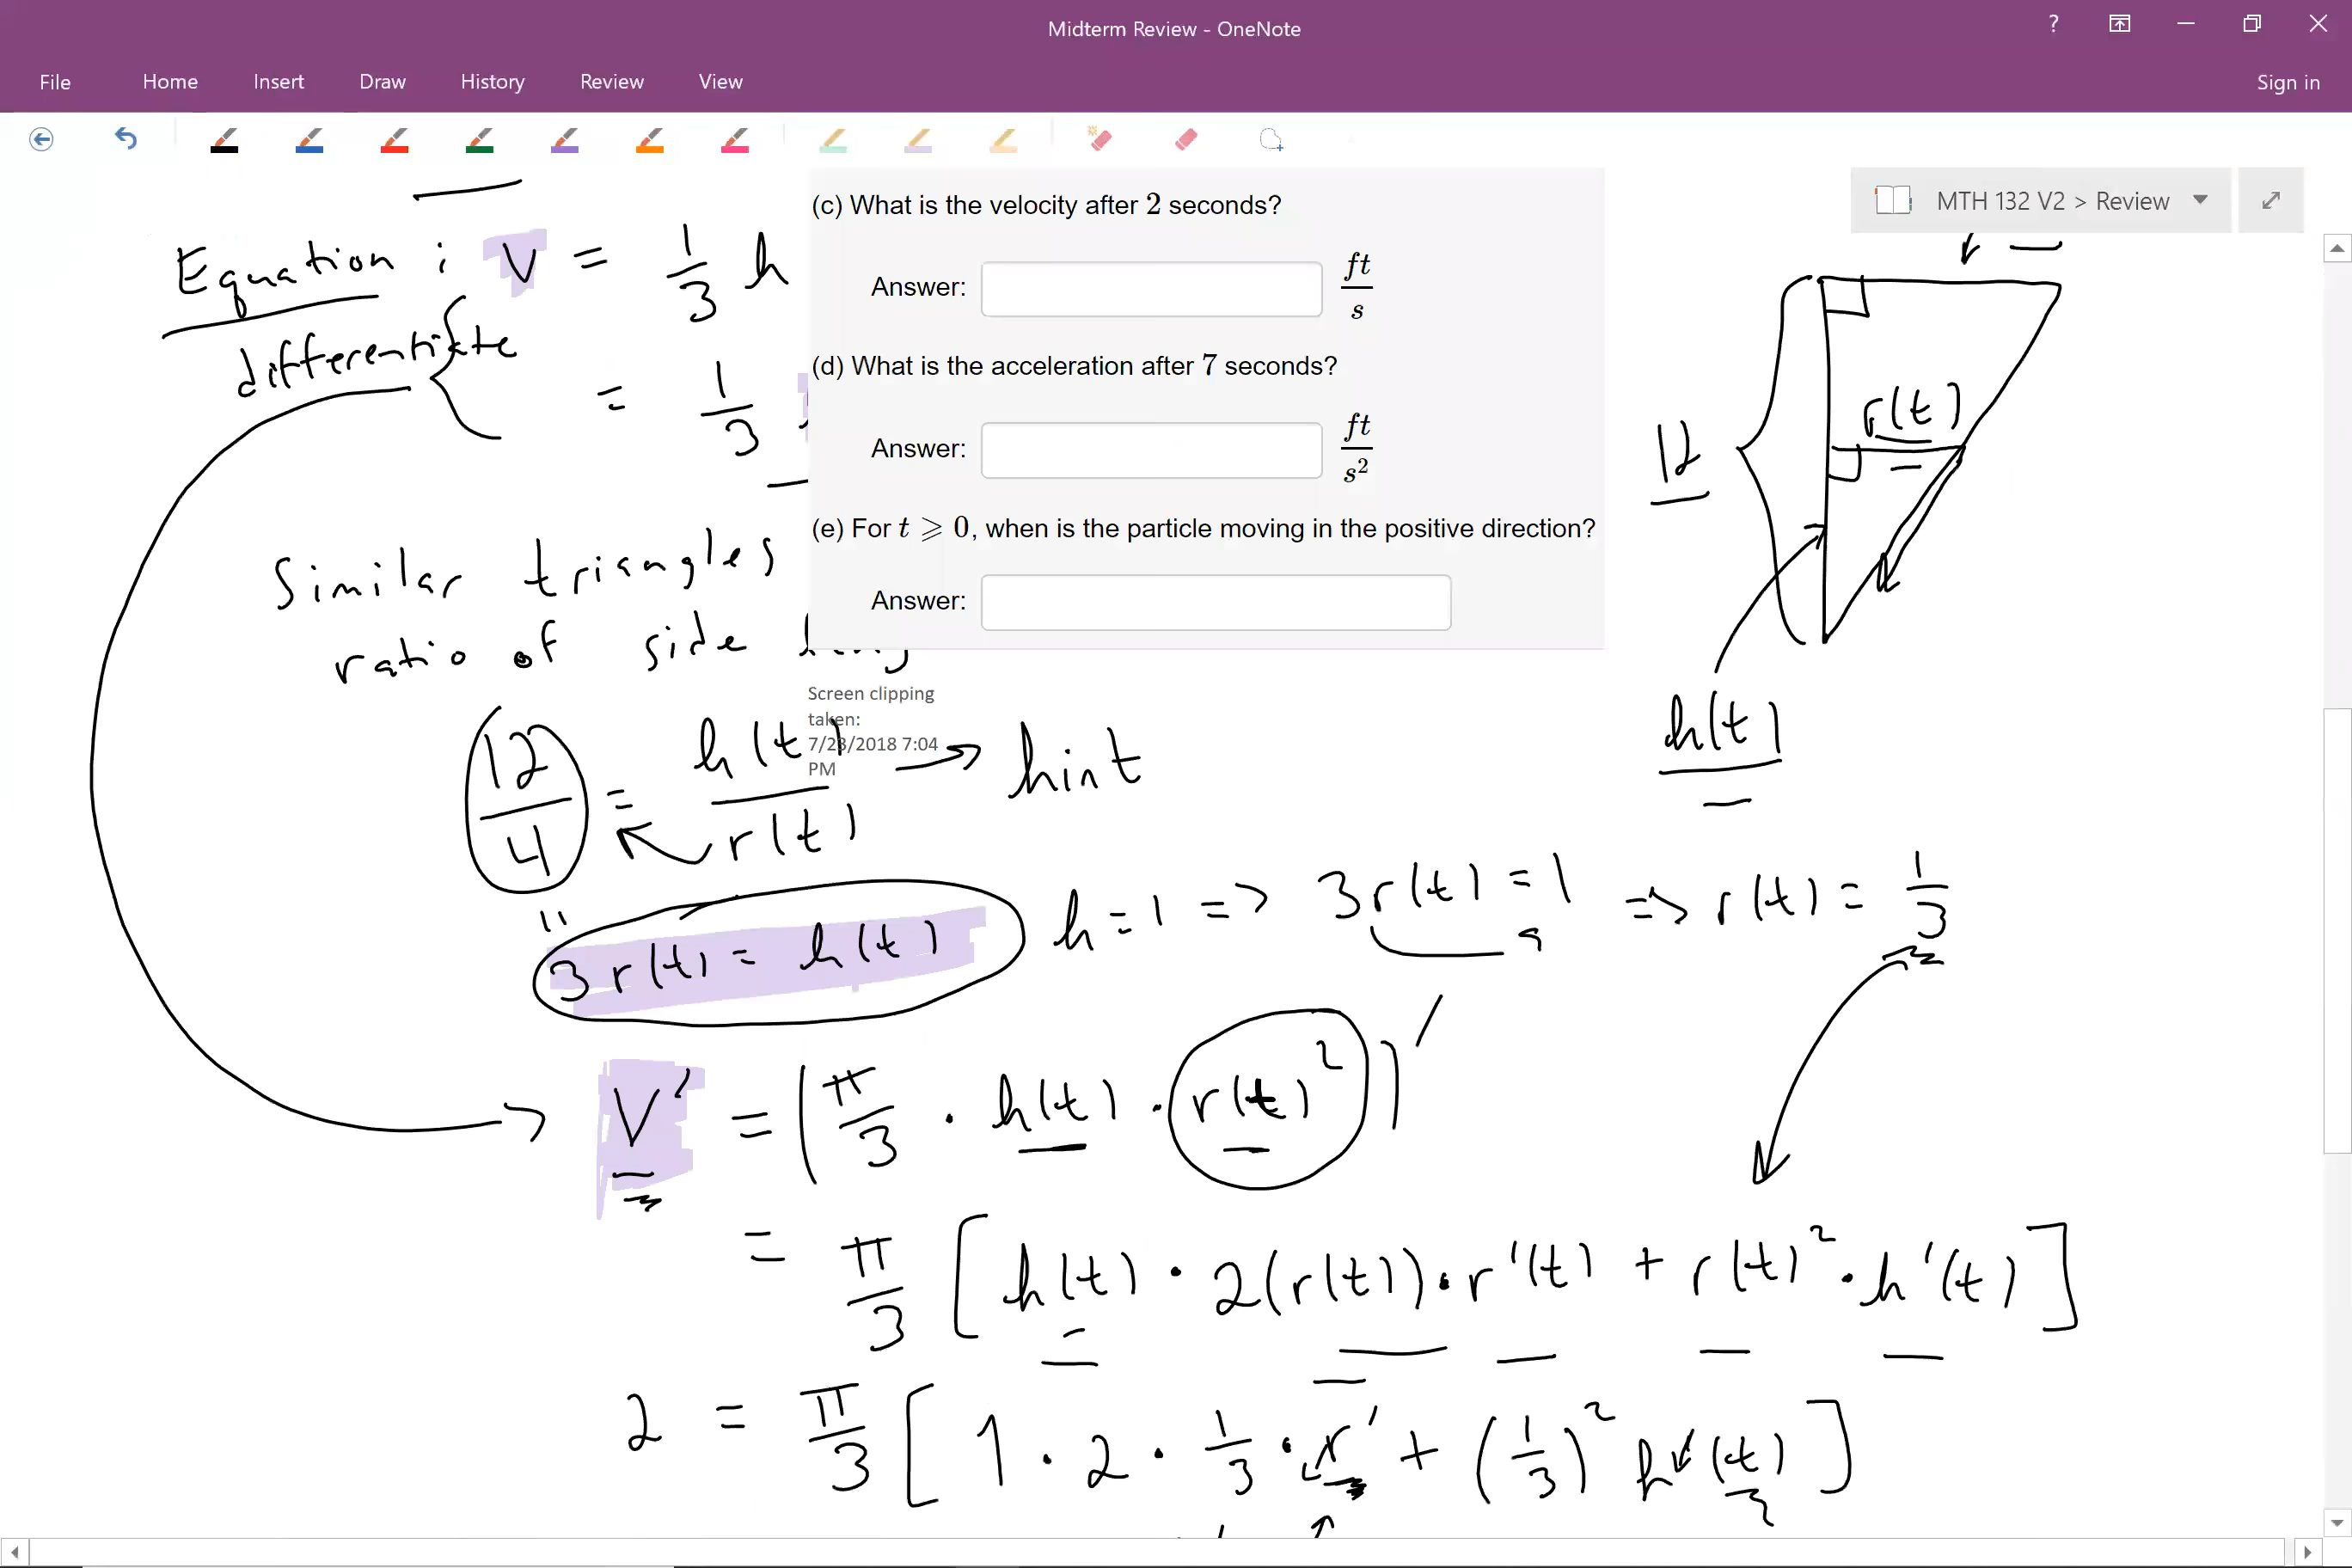 Midterm Review - OneNote
?
File Home Insert Draw History Review View Sign in
MTH 132 V2 > Review
Equation : V = 1/3 h
differentiate
= 1/3
Similar triangles
ratio of side
12/4 = h(t)/r(t) → hint
"
3r(t) = h(t)
h = 1 => 3r(t) = 1 => r(t) = 1/3
V' = (π/3 · h(t) · r(t)²)'
= π/3 [h(t) · 2(r(t)) · r'(t) + r(t)² · h'(t)]
2 = π/3 [1 · 2 · 1/3 · r' + (1/3)² h'(t)]
(c) What is the velocity after 2 seconds?
Answer: ft/s
(d) What is the acceleration after 7 seconds?
Answer: ft/s²
(e) For t ⩾ 0, when is the particle moving in the positive direction?
Answer:
Screen clipping
taken:
7/23/2018 7:04
PM
12
r(t)
h(t)